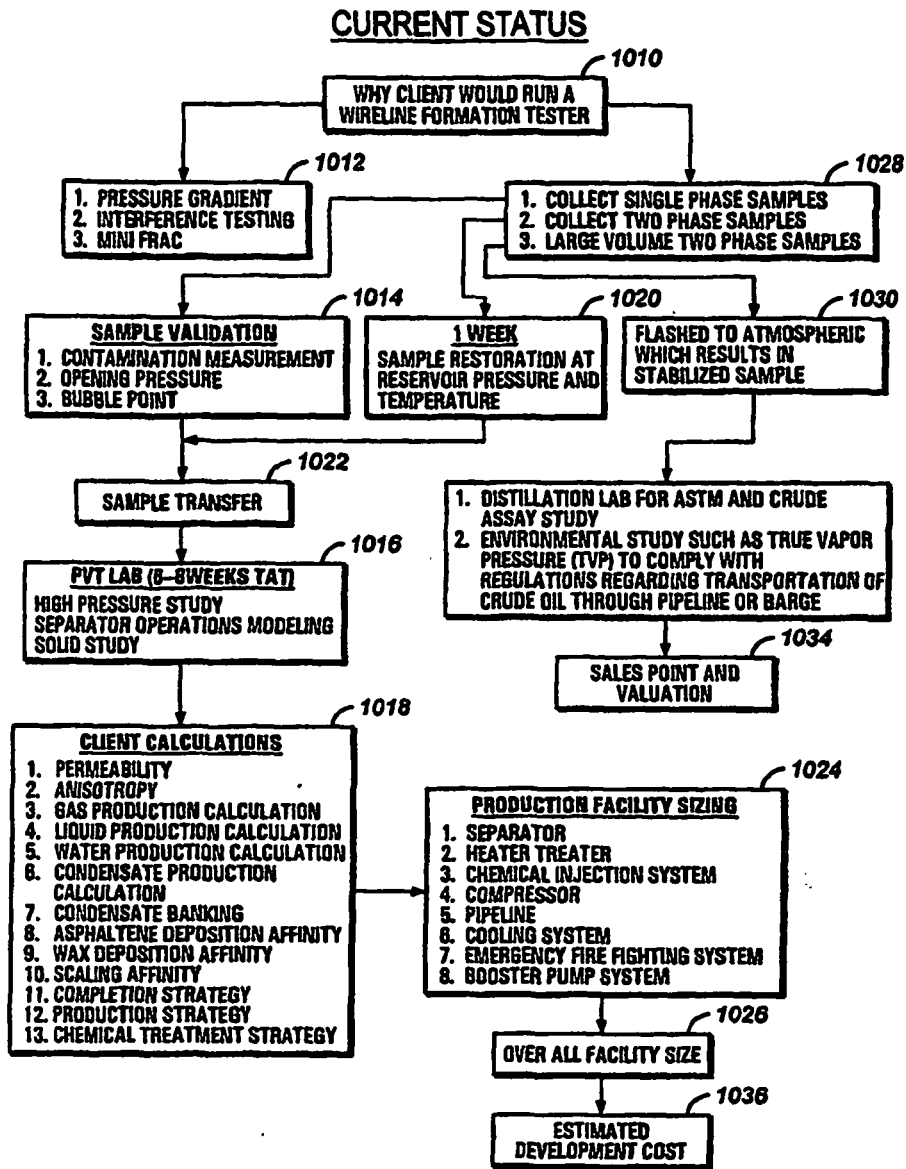 CURRENT STATUS
1010
WHY CLIENT WOULD RUN A
WIRELINE FORMATION TESTER
1012
1. PRESSURE GRADIENT
2. INTERFERENCE TESTING
3. MINI FRAC
1028
1. COLLECT SINGLE PHASE SAMPLES
2. COLLECT TWO PHASE SAMPLES
3. LARGE VOLUME TWO PHASE SAMPLES
1014
SAMPLE VALIDATION
1. CONTAMINATION MEASUREMENT
2. OPENING PRESSURE
3. BUBBLE POINT
1020
1 WEEK
SAMPLE RESTORATION AT
RESERVOIR PRESSURE AND
TEMPERATURE
1030
FLASHED TO ATMOSPHERIC
WHICH RESULTS IN
STABILIZED SAMPLE
1022
SAMPLE TRANSFER
1. DISTILLATION LAB FOR ASTM AND CRUDE
ASSAY STUDY
2. ENVIRONMENTAL STUDY SUCH AS TRUE VAPOR
PRESSURE (TVP) TO COMPLY WITH
REGULATIONS REGARDING TRANSPORTATION OF
CRUDE OIL THROUGH PIPELINE OR BARGE
1016
PVT LAB (6–8WEEKS TAT)
HIGH PRESSURE STUDY
SEPARATOR OPERATIONS MODELING
SOLID STUDY
1034
SALES POINT AND
VALUATION
1018
CLIENT CALCULATIONS
1. PERMEABILITY
2. ANISOTROPY
3. GAS PRODUCTION CALCULATION
4. LIQUID PRODUCTION CALCULATION
5. WATER PRODUCTION CALCULATION
6. CONDENSATE PRODUCTION
CALCULATION
7. CONDENSATE BANKING
8. ASPHALTENE DEPOSITION AFFINITY
9. WAX DEPOSITION AFFINITY
10. SCALING AFFINITY
11. COMPLETION STRATEGY
12. PRODUCTION STRATEGY
13. CHEMICAL TREATMENT STRATEGY
1024
PRODUCTION FACILITY SIZING
1. SEPARATOR
2. HEATER TREATER
3. CHEMICAL INJECTION SYSTEM
4. COMPRESSOR
5. PIPELINE
6. COOLING SYSTEM
7. EMERGENCY FIRE FIGHTING SYSTEM
8. BOOSTER PUMP SYSTEM
1026
OVER ALL FACILITY SIZE
1036
ESTIMATED
DEVELOPMENT COST